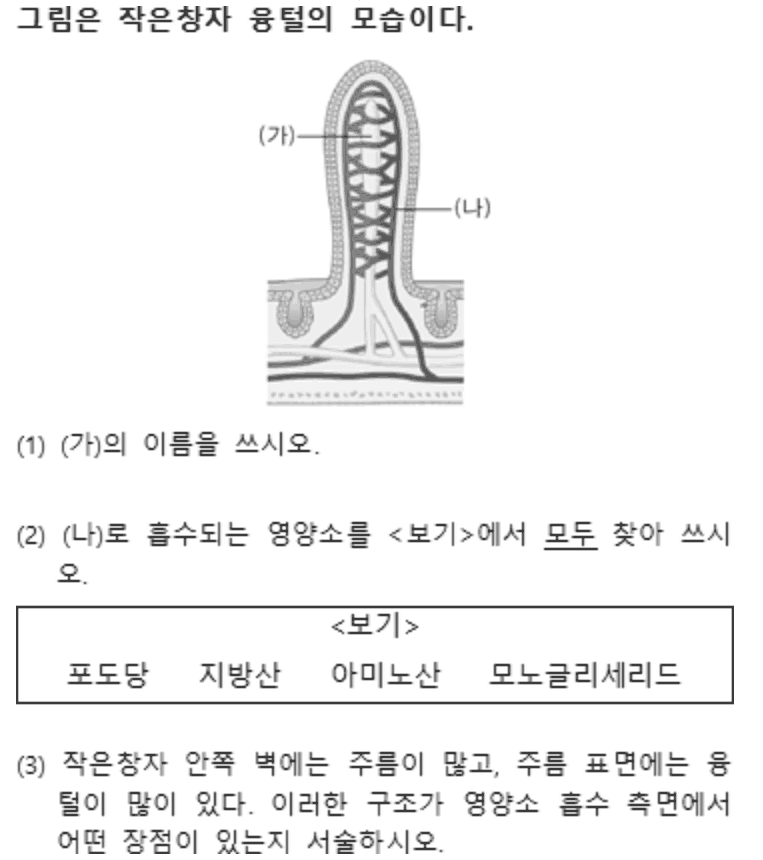 그림은 작은창자 융털의 모습이다.
(가)
(나)
(1) (가)의 이름을 쓰시오.
(2) (나)로 흡수되는 영양소를 <보기>에서 모두 찾아 쓰시
오.
<보기>
포도당 지방산 아미노산 모노글리세리드
(3) 작은창자 안쪽 벽에는 주름이 많고, 주름 표면에는 융
털이 많이 있다. 이러한 구조가 영양소 흡수 측면에서
어떤 장점이 있는지 서술하시오.